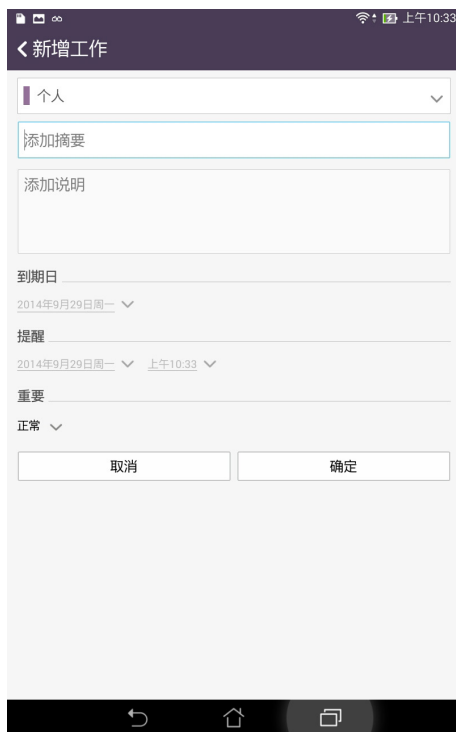 上午10:33
新增工作
个人
添加摘要
添加说明
到期日
2014年9月29日周一
提醒
2014年9月29日周一 上午10:33
重要
正常
取消 确定